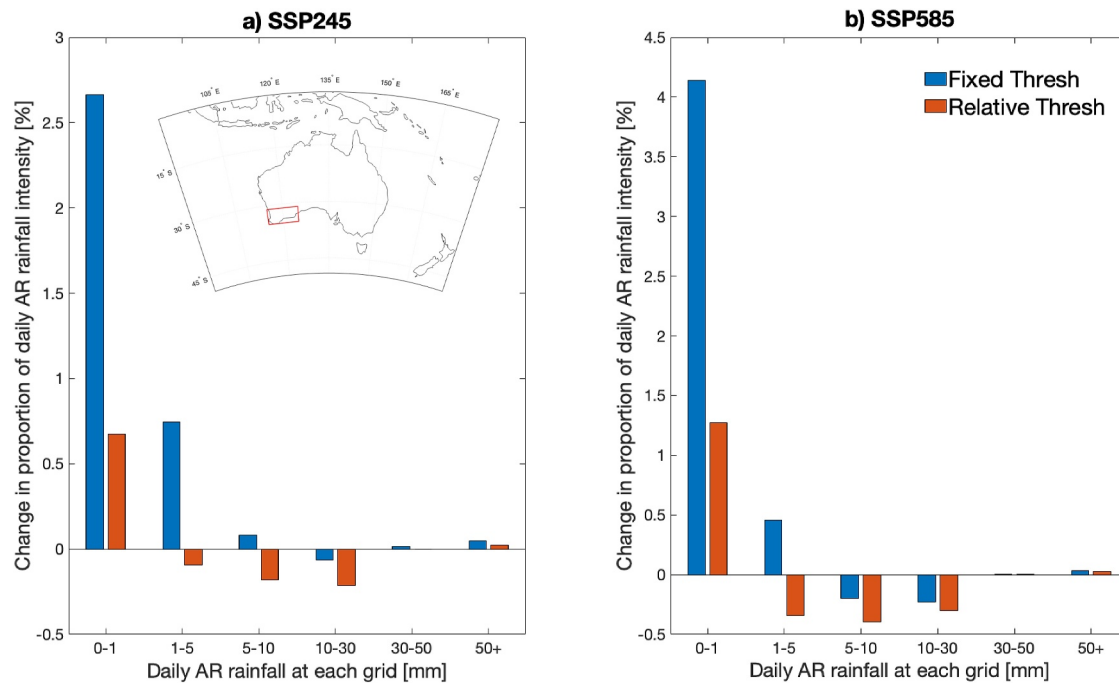 a) SSP245
Change in proportion of daily AR rainfall intensity [%]
3
2.5
2
1.5
1
0.5
0
-0.5
105° E
120° E
135° E
150° E
165° E
15° S
30° S
45° S
0-1
1-5
5-10
10-30
30-50
50+
Daily AR rainfall at each grid [mm]
b) SSP585
Change in proportion of daily AR rainfall intensity [%]
4.5
4
3.5
3
2.5
2
1.5
1
0.5
0
-0.5
Fixed Thresh
Relative Thresh
0-1
1-5
5-10
10-30
30-50
50+
Daily AR rainfall at each grid [mm]